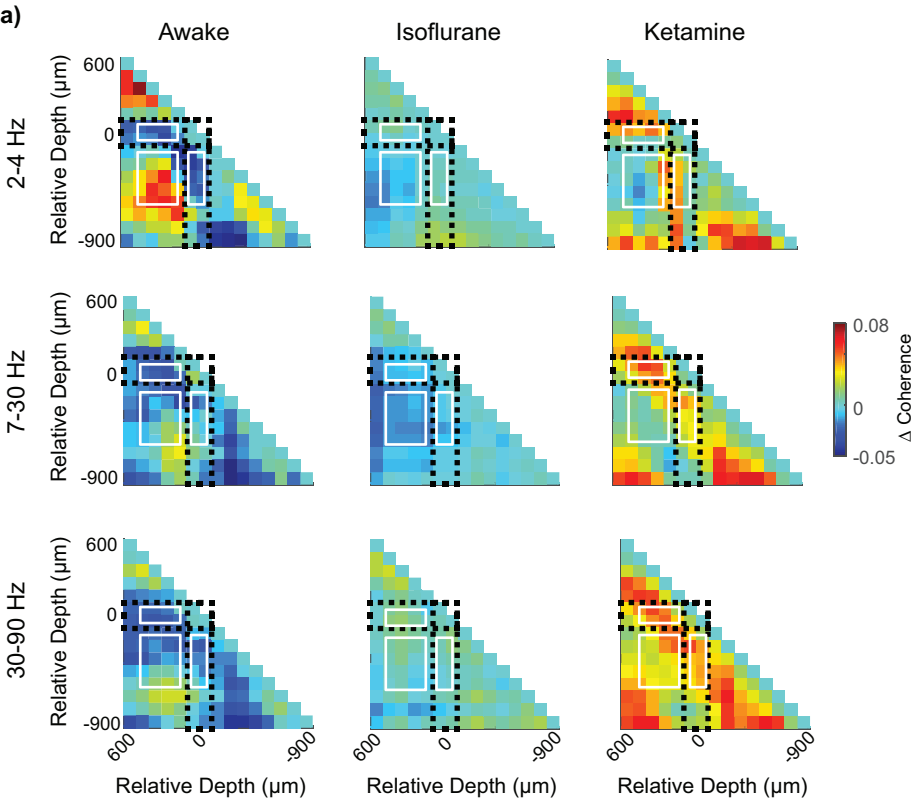 a)
Awake Isoflurane Ketamine
2-4 Hz
Relative Depth (µm)
600
0
-900
7-30 Hz
Relative Depth (µm)
600
0
-900
0.08
0
-0.05
Δ Coherence
30-90 Hz
Relative Depth (µm)
600
0
-900
600 0 -900 600 0 -900 600 0 -900
Relative Depth (µm) Relative Depth (µm) Relative Depth (µm)